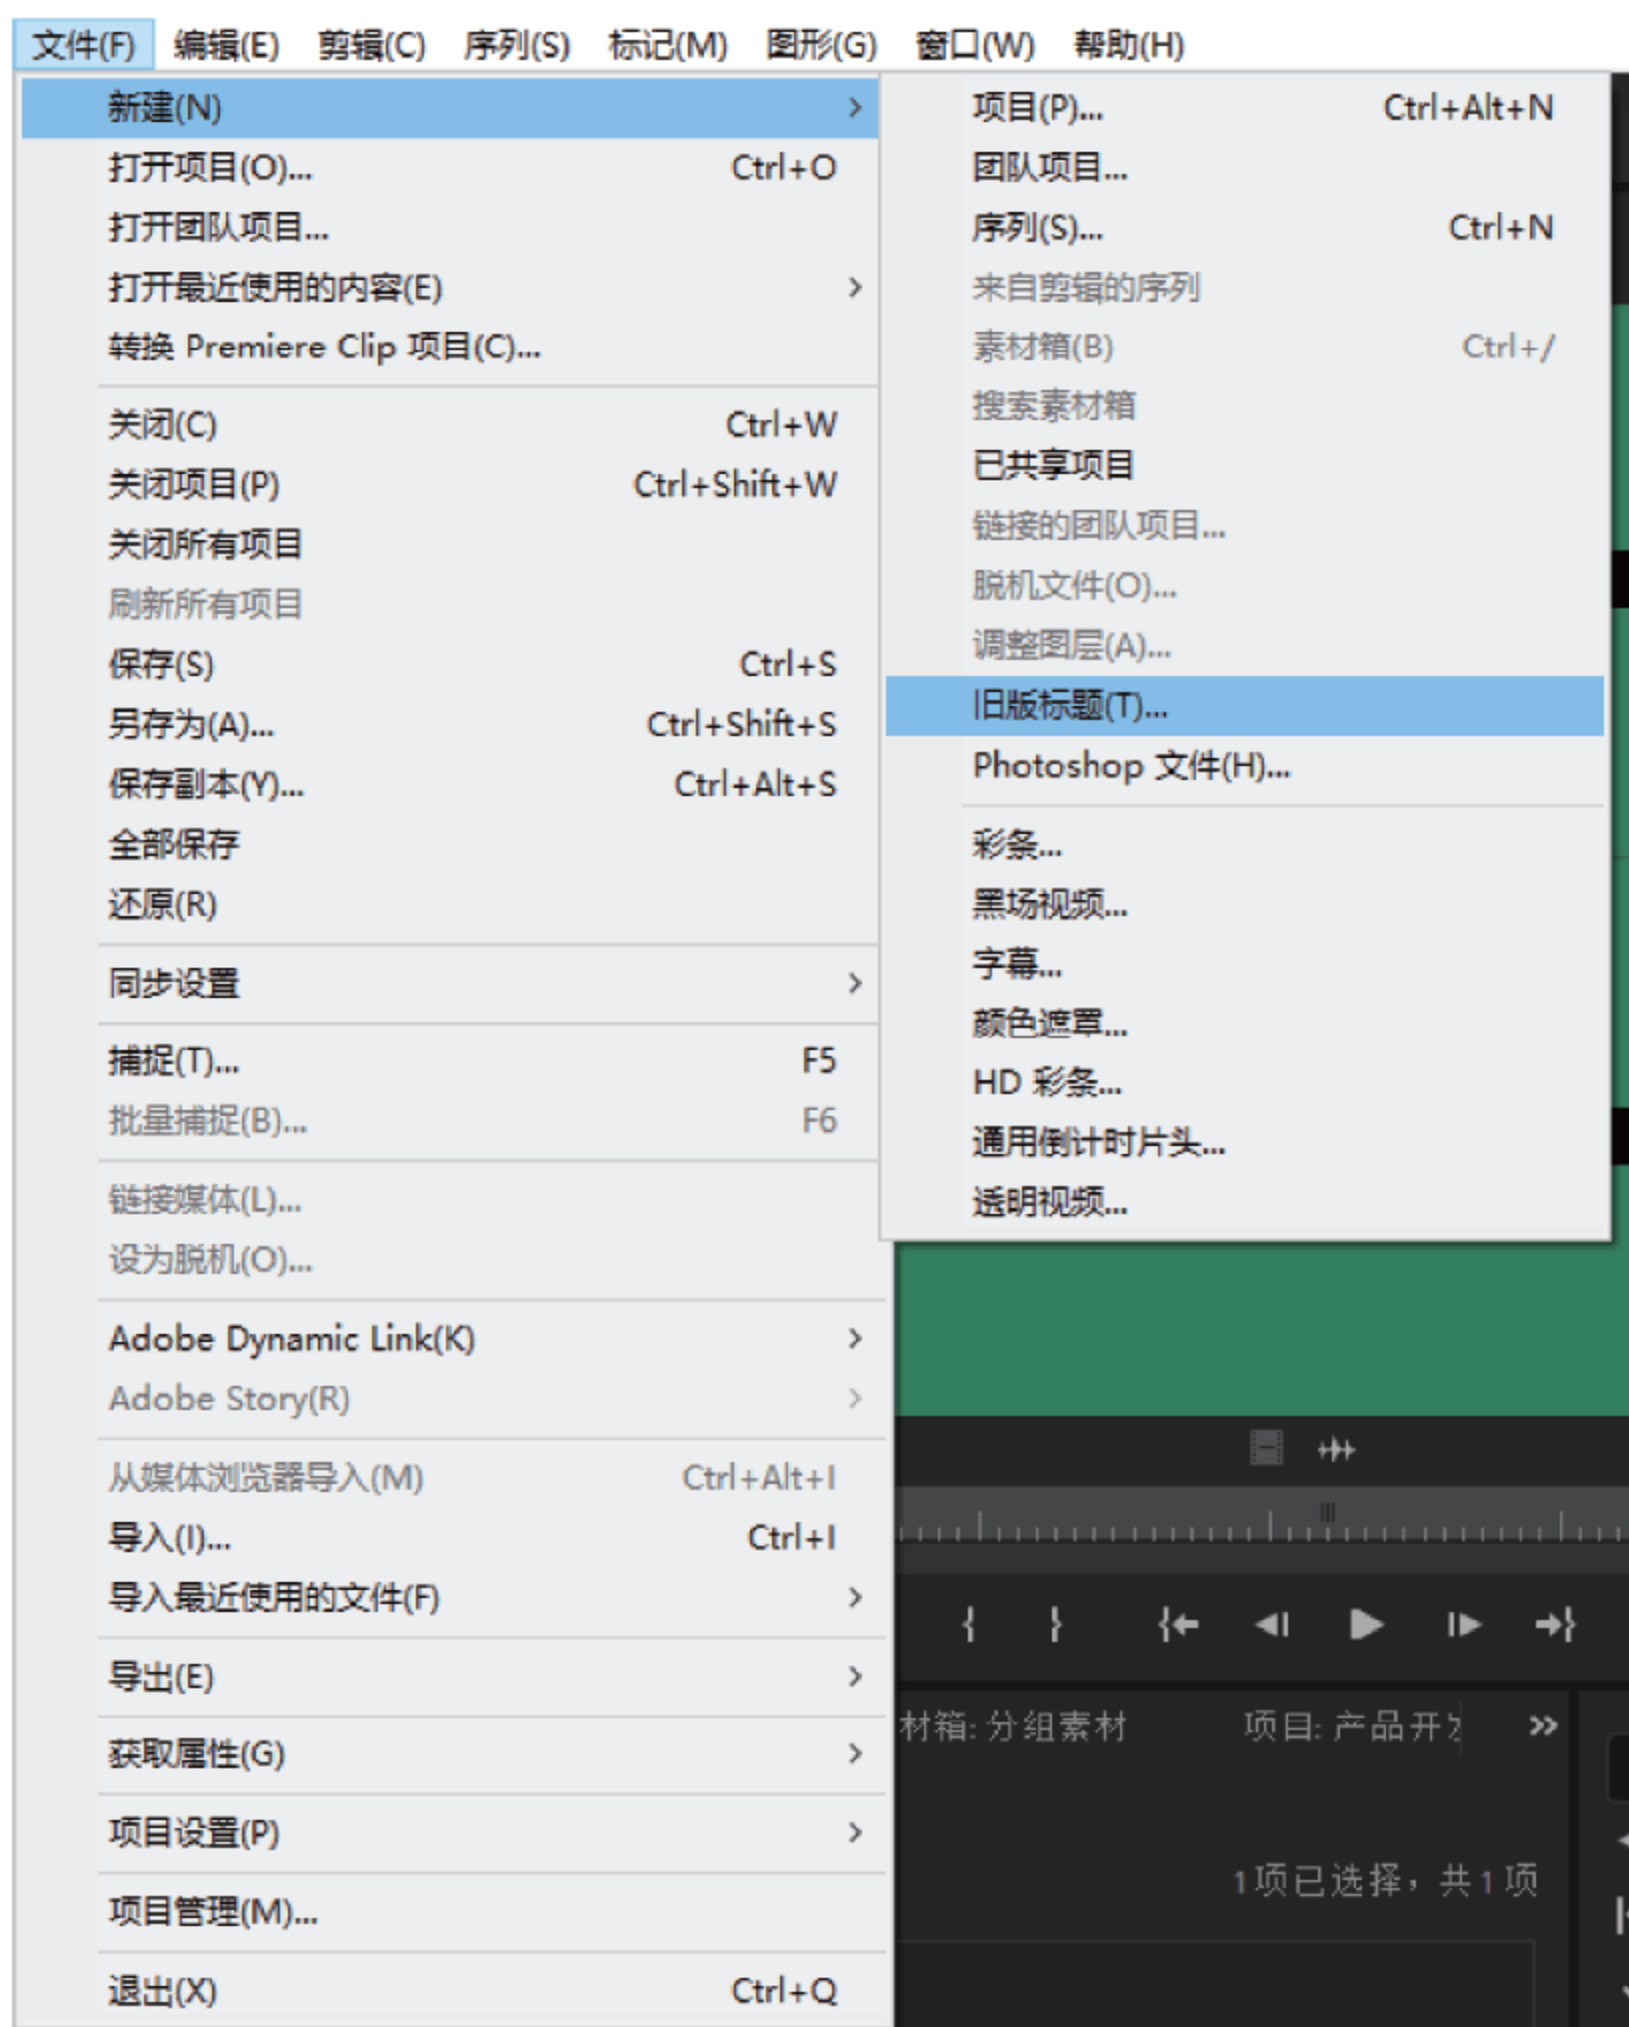 文件(F) 编辑(E) 剪辑(C) 序列(S) 标记(M) 图形(G) 窗口(W) 帮助(H)
新建(N)
打开项目(O)... Ctrl+O
打开团队项目...
打开最近使用的内容(E)
转换 Premiere Clip 项目(C)...
关闭(C) Ctrl+W
关闭项目(P) Ctrl+Shift+W
关闭所有项目
刷新所有项目
保存(S) Ctrl+S
另存为(A)... Ctrl+Shift+S
保存副本(Y)... Ctrl+Alt+S
全部保存
还原(R)
同步设置
捕捉(T)... F5
批量捕捉(B)... F6
链接媒体(L)...
设为脱机(O)...
Adobe Dynamic Link(K)
Adobe Story(R)
从媒体浏览器导入(M) Ctrl+Alt+I
导入(I)... Ctrl+I
导入最近使用的文件(F)
导出(E)
获取属性(G)
项目设置(P)
项目管理(M)...
退出(X) Ctrl+Q
项目(P)... Ctrl+Alt+N
团队项目...
序列(S)... Ctrl+N
来自剪辑的序列
素材箱(B) Ctrl+/
搜索素材箱
已共享项目
链接的团队项目...
脱机文件(O)...
调整图层(A)...
旧版标题(T)...
Photoshop 文件(H)...
彩条...
黑场视频...
字幕...
颜色遮罩...
HD 彩条...
通用倒计时片头...
透明视频...
材箱: 分组素材 项目: 产品开
1 项已选择，共 1 项